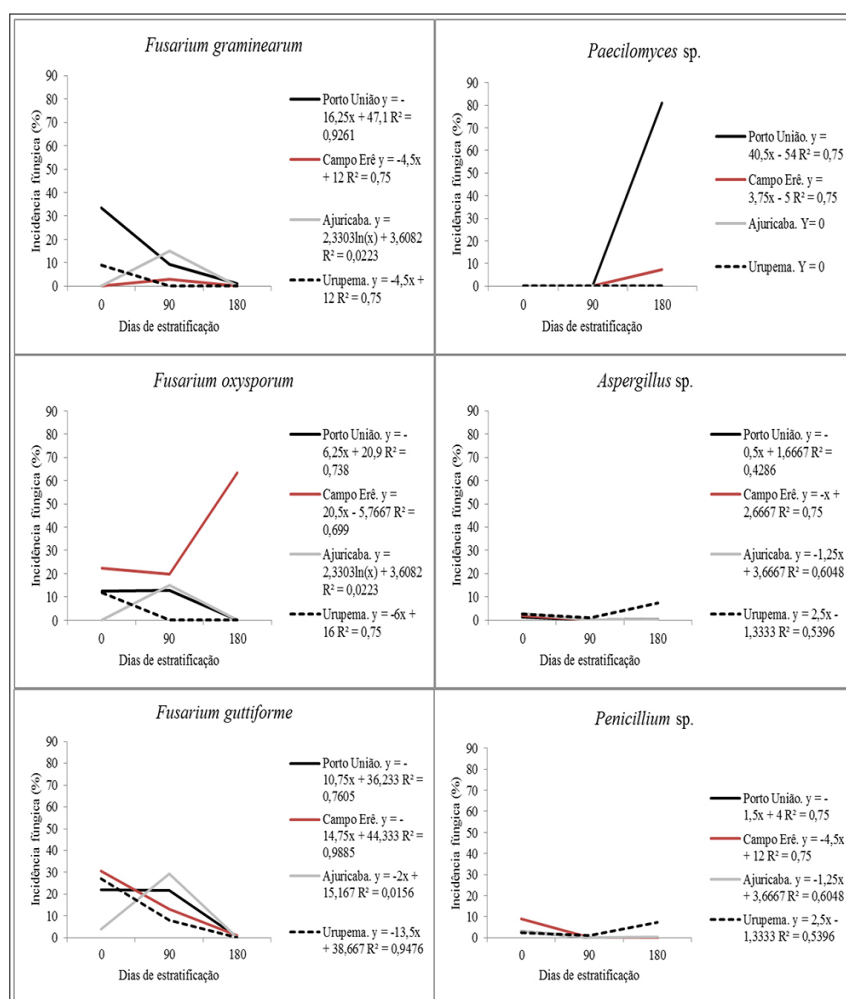 Fusarium graminearum
Incidência fúngica (%)
90
80
70
60
50
40
30
20
10
0
0 90 180
Dias de estratificação
Porto União y = -
16,25x + 47,1 R² =
0,9261
Campo Erê y = -4,5x
+ 12 R² = 0,75
Ajuricaba. y =
2,3303ln(x) + 3,6082
R² = 0,0223
Urupema. y = -4,5x +
12 R² = 0,75
Paecilomyces sp.
Incidência fúngica (%)
90
80
70
60
50
40
30
20
10
0
0 90 180
Dias de estratificação
Porto União. y =
40,5x - 54 R² = 0,75
Campo Erê. y =
3,75x - 5 R² = 0,75
Ajuricaba. Y= 0
Urupema. Y = 0
Fusarium oxysporum
Incidência fúngica (%)
90
80
70
60
50
40
30
20
10
0
0 90 180
Dias de estratificação
Porto União. y = -
6,25x + 20,9 R² =
0,738
Campo Erê. y =
20,5x - 5,7667 R² =
0,699
Ajuricaba. y =
2,3303ln(x) + 3,6082
R² = 0,0223
Urupema. y = -6x +
16 R² = 0,75
Aspergillus sp.
Incidência fúngica (%)
90
80
70
60
50
40
30
20
10
0
0 90 180
Dias de estratificação
Porto União. y = -
0,5x + 1,6667 R² =
0,4286
Campo Erê. y = -x +
2,6667 R² = 0,75
Ajuricaba. y = -1,25x
+ 3,6667 R² = 0,6048
Urupema. y = 2,5x -
1,3333 R² = 0,5396
Fusarium guttiforme
Incidência fúngica (%)
90
80
70
60
50
40
30
20
10
0
0 90 180
Dias de estratificação
Porto União. y = -
10,75x + 36,233 R² =
0,7605
Campo Erê. y = -
14,75x + 44,333 R² =
0,9885
Ajuricaba. y = -2x +
15,167 R² = 0,0156
Urupema. y = -13,5x
+ 38,667 R² = 0,9476
Penicillium sp.
Incidência fúngica (%)
90
80
70
60
50
40
30
20
10
0
0 90 180
Dias de estratificação
Porto União. y = -
1,5x + 4 R² = 0,75
Campo Erê. y = -4,5x
+ 12 R² = 0,75
Ajuricaba. y = -1,25x
+ 3,6667 R² = 0,6048
Urupema. y = 2,5x -
1,3333 R² = 0,5396